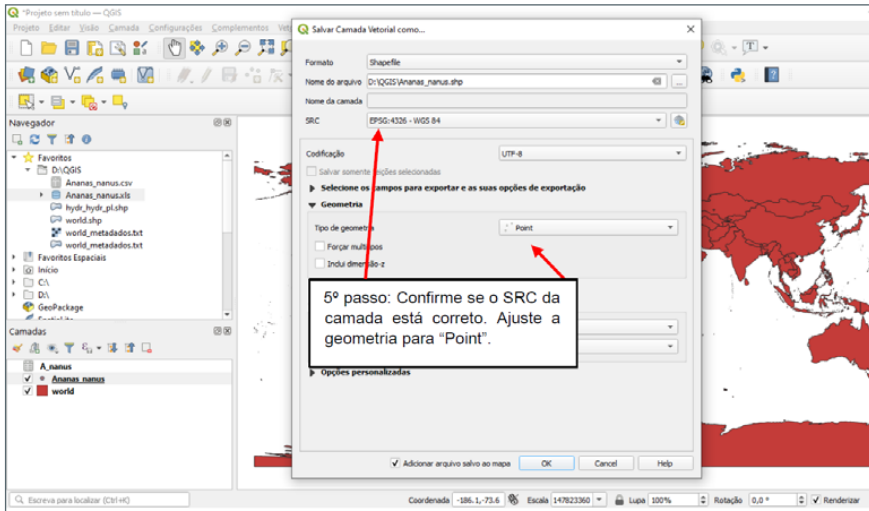 *Projeto sem título — QGIS
Projeto Editar Visão Camada Configurações Complementos
Navegador
Favoritos
D:\QGIS
Ananas_nanus.csv
Ananas_nanus.xls
hydr_hydr_pl.shp
world.shp
world_metadados.txt
world_metadados.txt
Favoritos Espaciais
Início
C:\
D:\
GeoPackage
Camadas
A_nanus
Ananas nanus
world
Salvar Camada Vetorial como...
Formato Shapefile
Nome do arquivo D:\QGIS\Ananas_nanus.shp
Nome da camada
SRC EPSG:4326 - WGS 84
Codificação UTF-8
Salvar somente feições selecionadas
Selecione os campos para exportar e as suas opções de exportação
Geometria
Tipo de geometria Point
Forçar multipos
Inclui dimensão-z
5º passo: Confirme se o SRC da
camada está correto. Ajuste a
geometria para “Point”.
Opções personalizadas
Adicionar arquivo salvo ao mapa OK Cancel Help
Escreva para localizar (Ctrl+K) Coordenada -186.1,-73.6 Escala 147823360 Lupa 100% Rotação 0,0 ° Renderizar